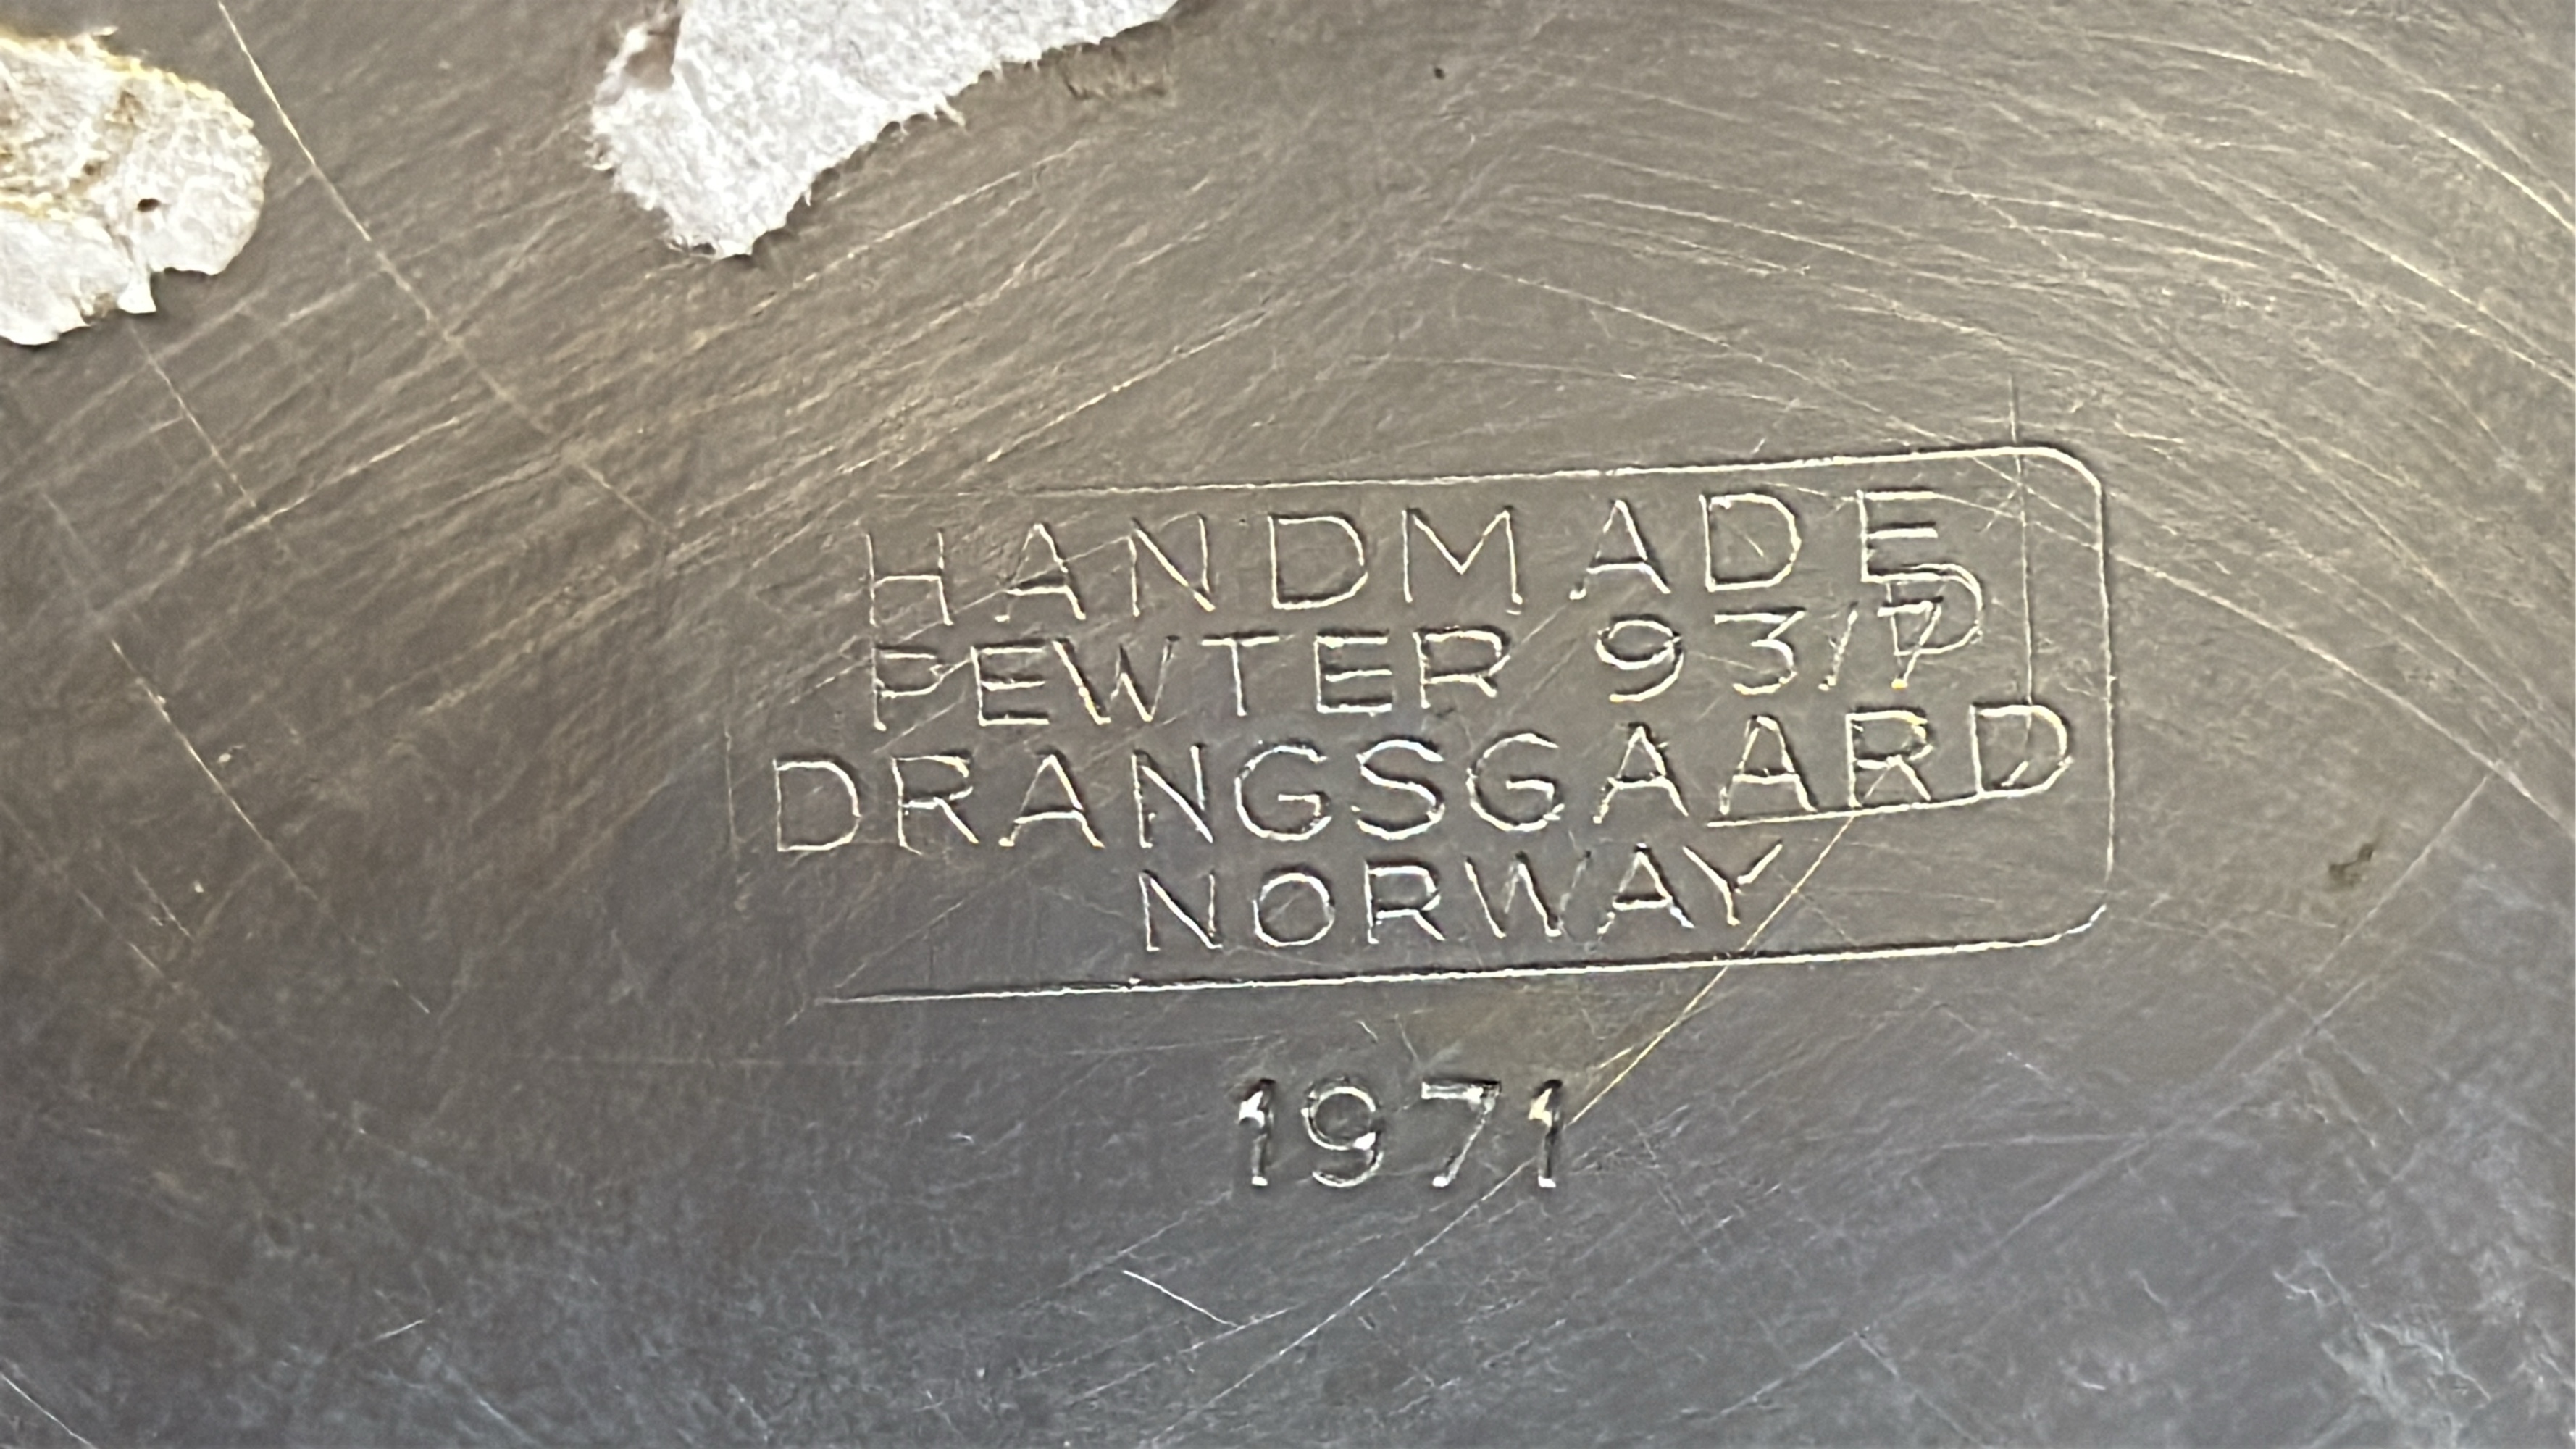 HANDMADE
PEWTER 93/7
DRANGSGAARD
NORWAY
1971